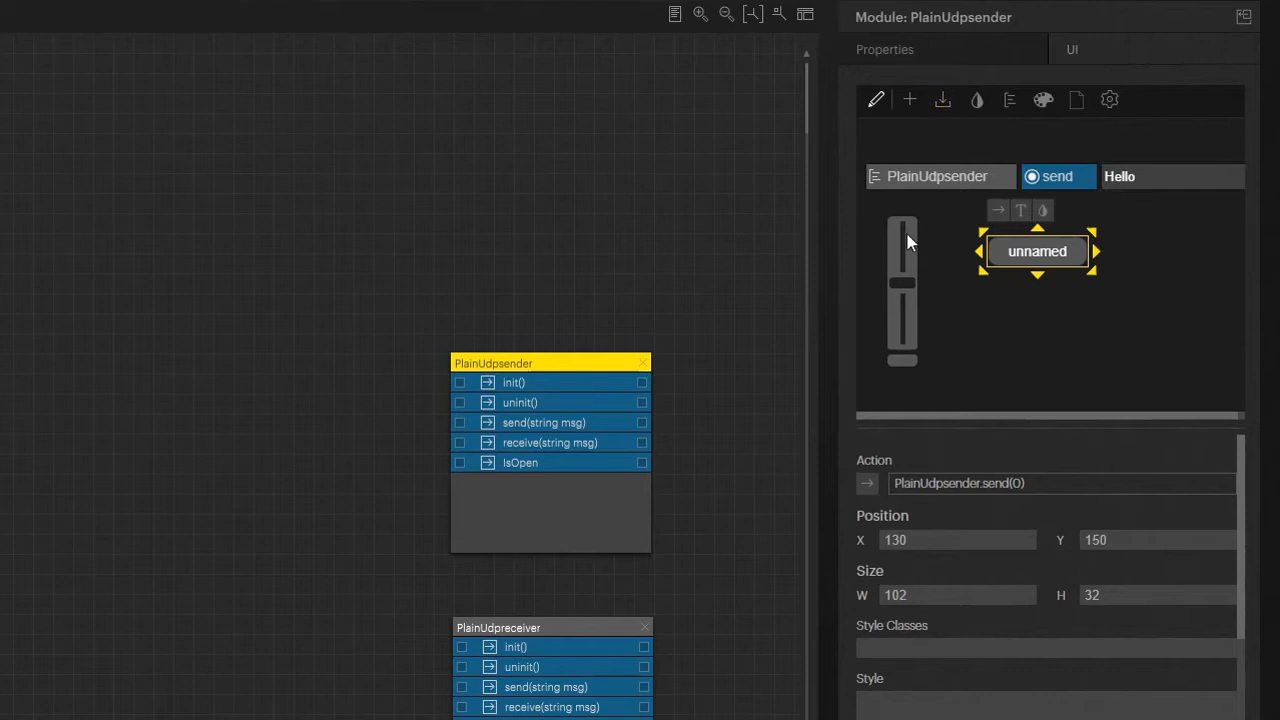 Module: PlainUdpsender
Properties
UI
PlainUdpsender
send
Hello
T
unnamed
PlainUdpsender
init()
uninit()
send(string msg)
receive(string msg)
IsOpen
Action
PlainUdpsender.send(0)
Position
X 130 Y 150
Size
W 102 H 32
Style Classes
Style
PlainUdpreceiver
init()
uninit()
send(string msg)
receive(string msg)